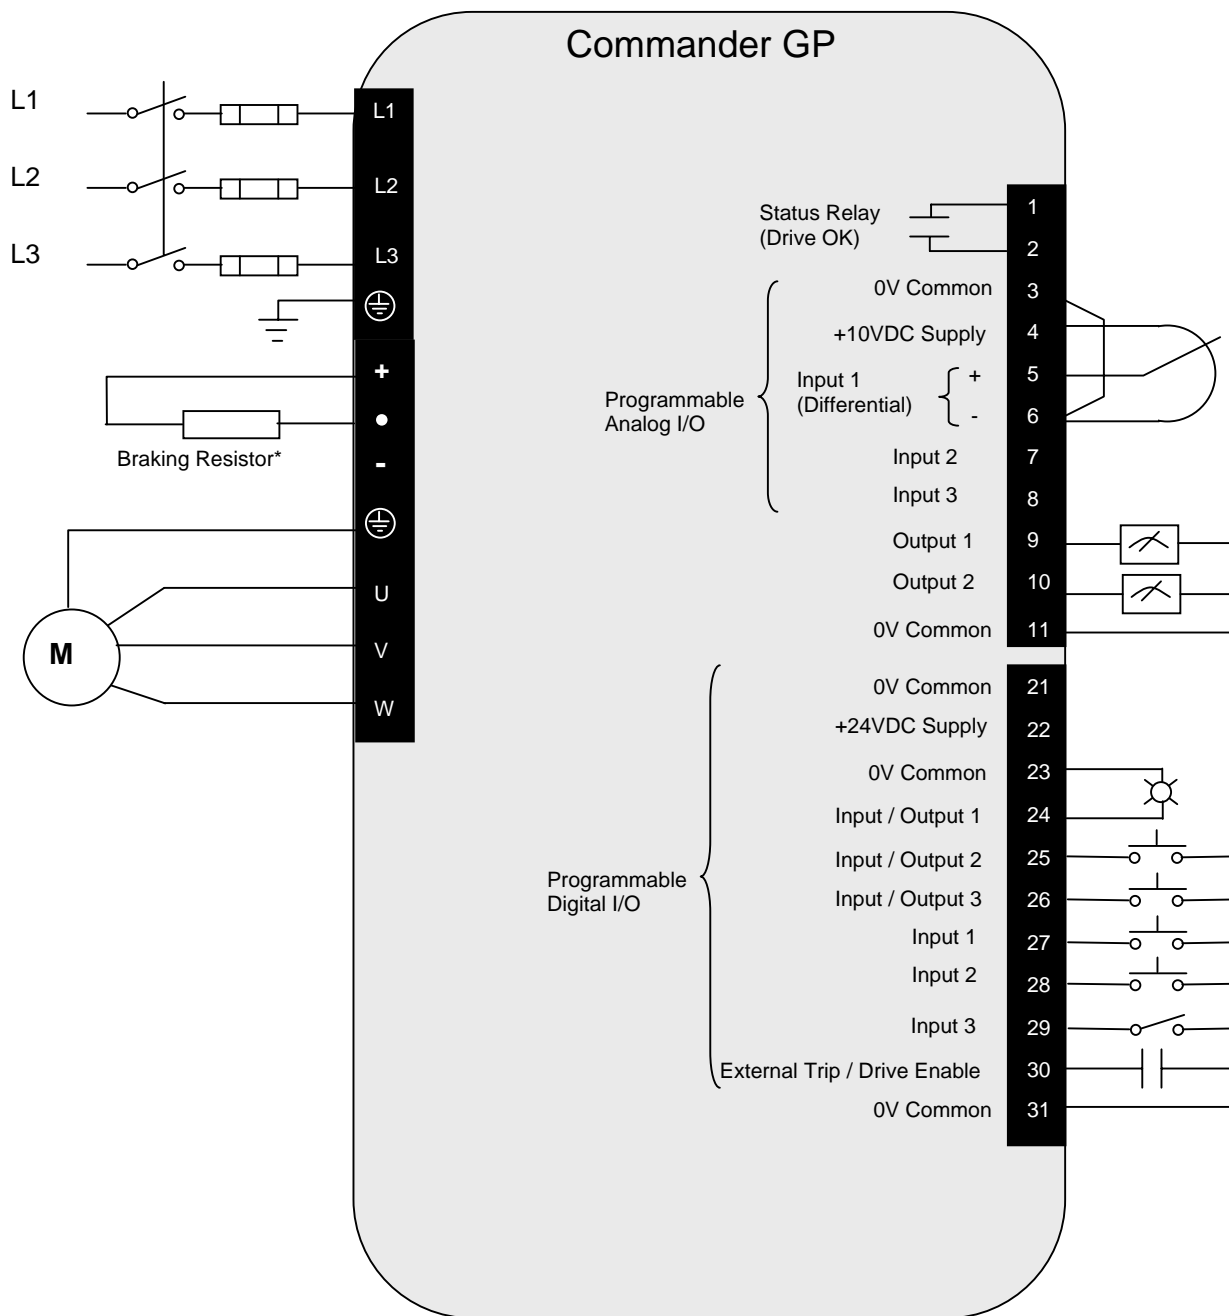 Commander GP
L1
L2
L3
L1
L2
L3
+
-
Braking Resistor*
U
V
W
M
Status Relay
(Drive OK)
1
2
0V Common 3
+10VDC Supply 4
Programmable
Analog I/O
Input 1
(Differential)
+ 5
- 6
Input 2 7
Input 3 8
Output 1 9
Output 2 10
0V Common 11
Programmable
Digital I/O
0V Common 21
+24VDC Supply 22
0V Common 23
Input / Output 1 24
Input / Output 2 25
Input / Output 3 26
Input 1 27
Input 2 28
Input 3 29
External Trip / Drive Enable 30
0V Common 31